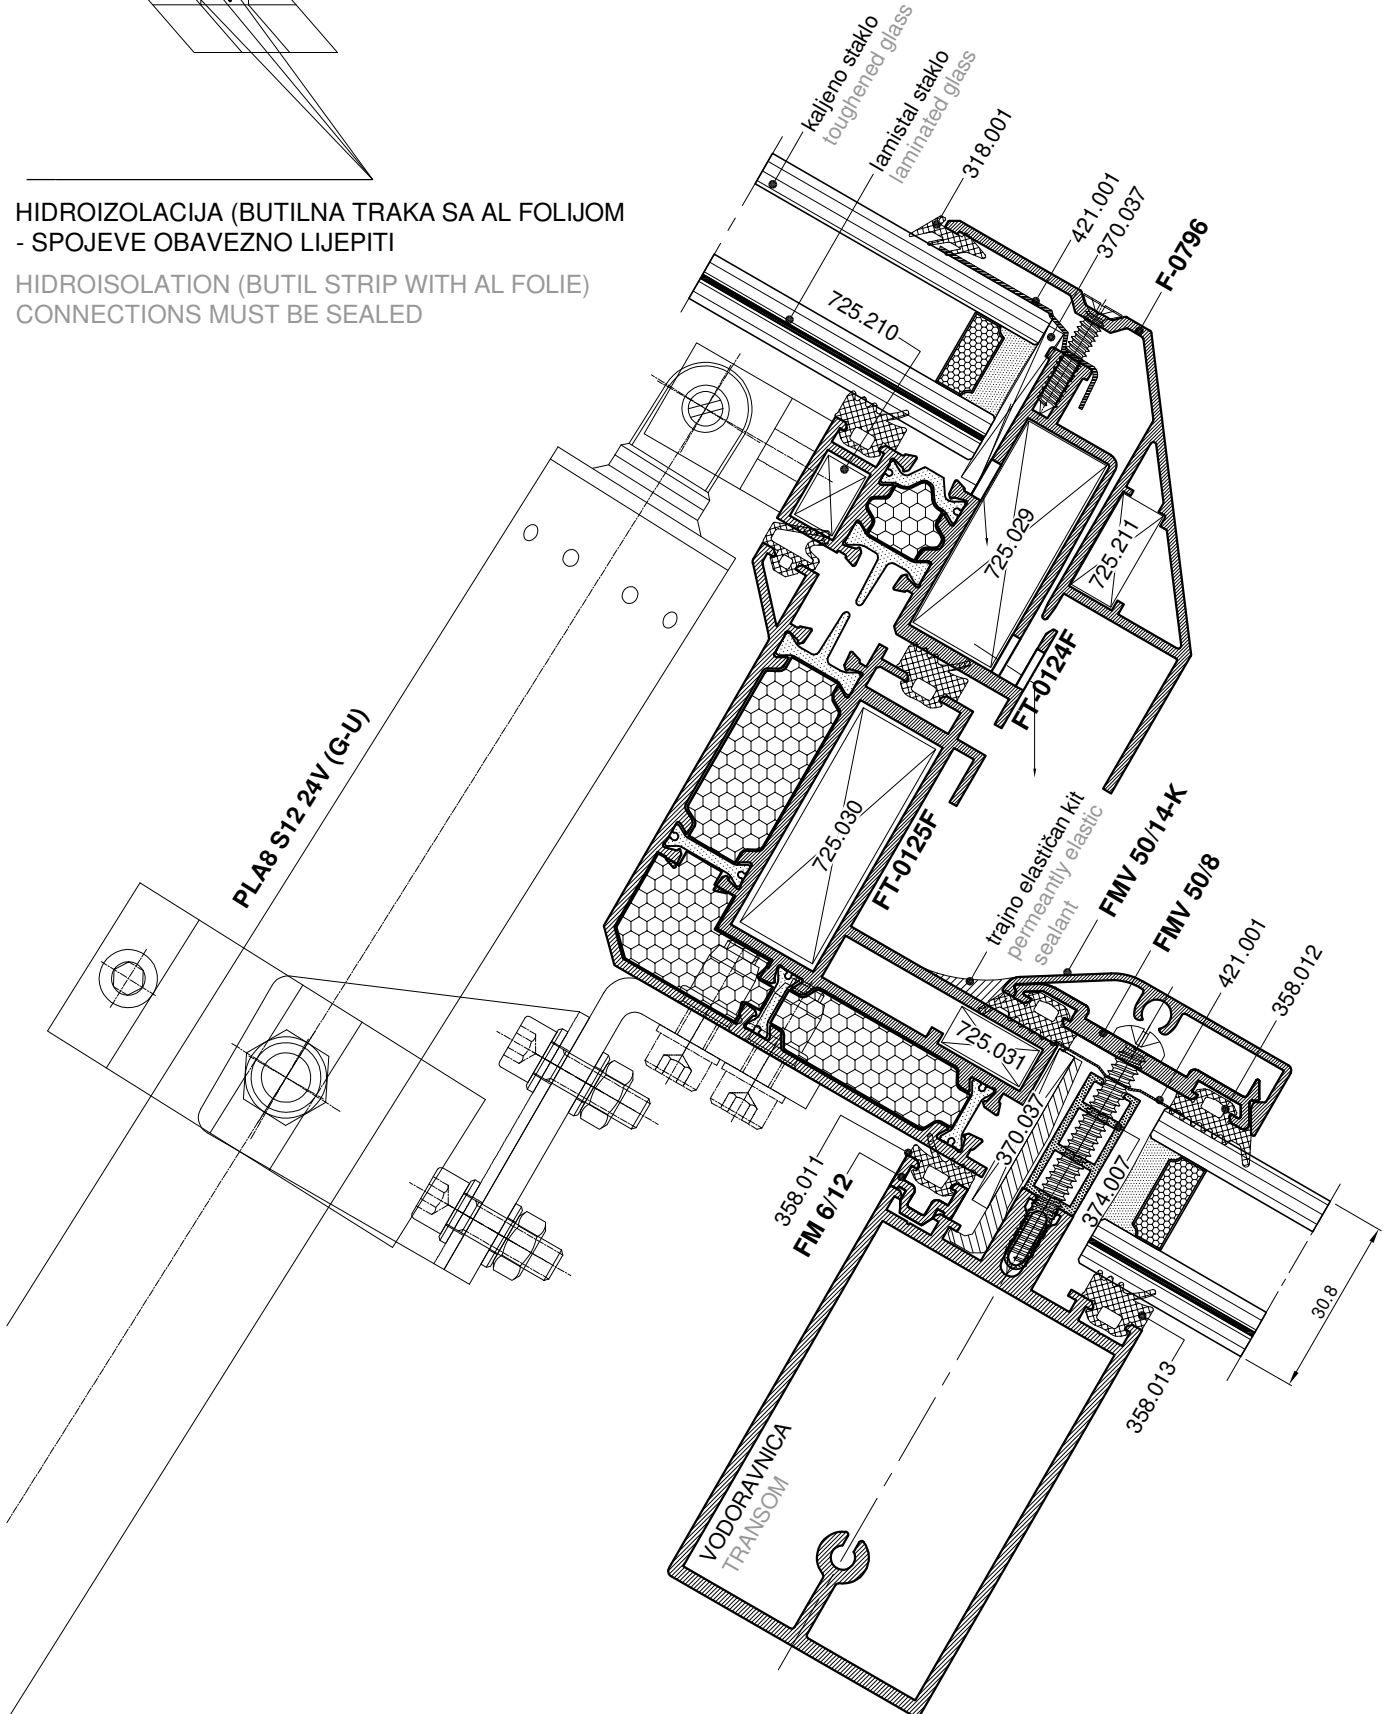 kaljeno staklo
toughened glass
lamistal staklo
laminated glass
318.001
421.001
370.037
F-0796
HIDROIZOLACIJA (BUTILNA TRAKA SA AL FOLIJOM
- SPOJEVE OBAVEZNO LIJEPITI
HIDROISOLATION (BUTIL STRIP WITH AL FOLIE)
CONNECTIONS MUST BE SEALED
725.210
725.029
725.211
FT-0124F
PLA8 S12 24V (G-U)
725.030
FT-0125F
trajno elastičan kit
permeantly elastic
sealant
FMV 50/14-K
FMV 50/8
421.001
358.012
725.031
370.037
374.007
358.011
FM 6/12
30.8
358.013
VODORAVNICA
TRANSOM